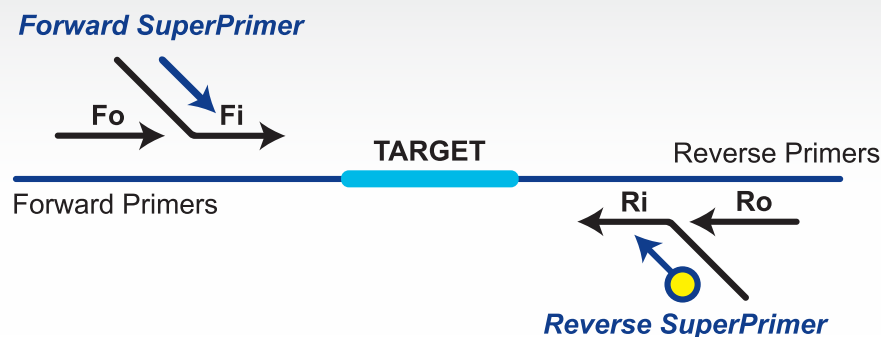 Forward SuperPrimer
Fo
Fi
TARGET
Reverse Primers
Forward Primers
Ri
Ro
Reverse SuperPrimer